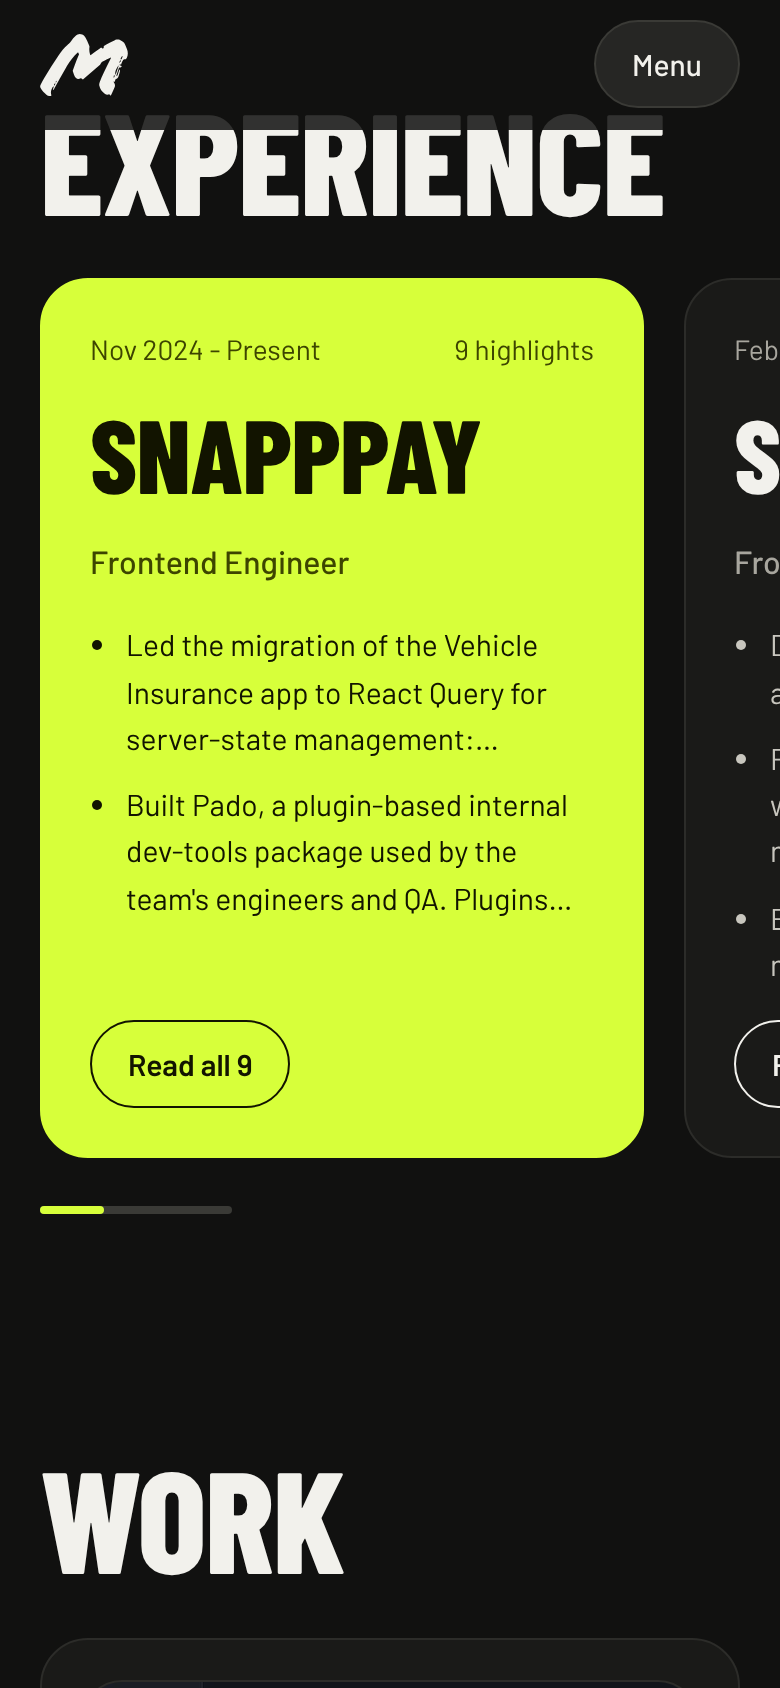 M
Menu
EXPERIENCE
Nov 2024 - Present
9 highlights
SNAPPPAY
Frontend Engineer
• Led the migration of the Vehicle
Insurance app to React Query for
server-state management:...
• Built Pado, a plugin-based internal
dev-tools package used by the
team's engineers and QA. Plugins...
Read all 9
Feb
S
Fro
WORK